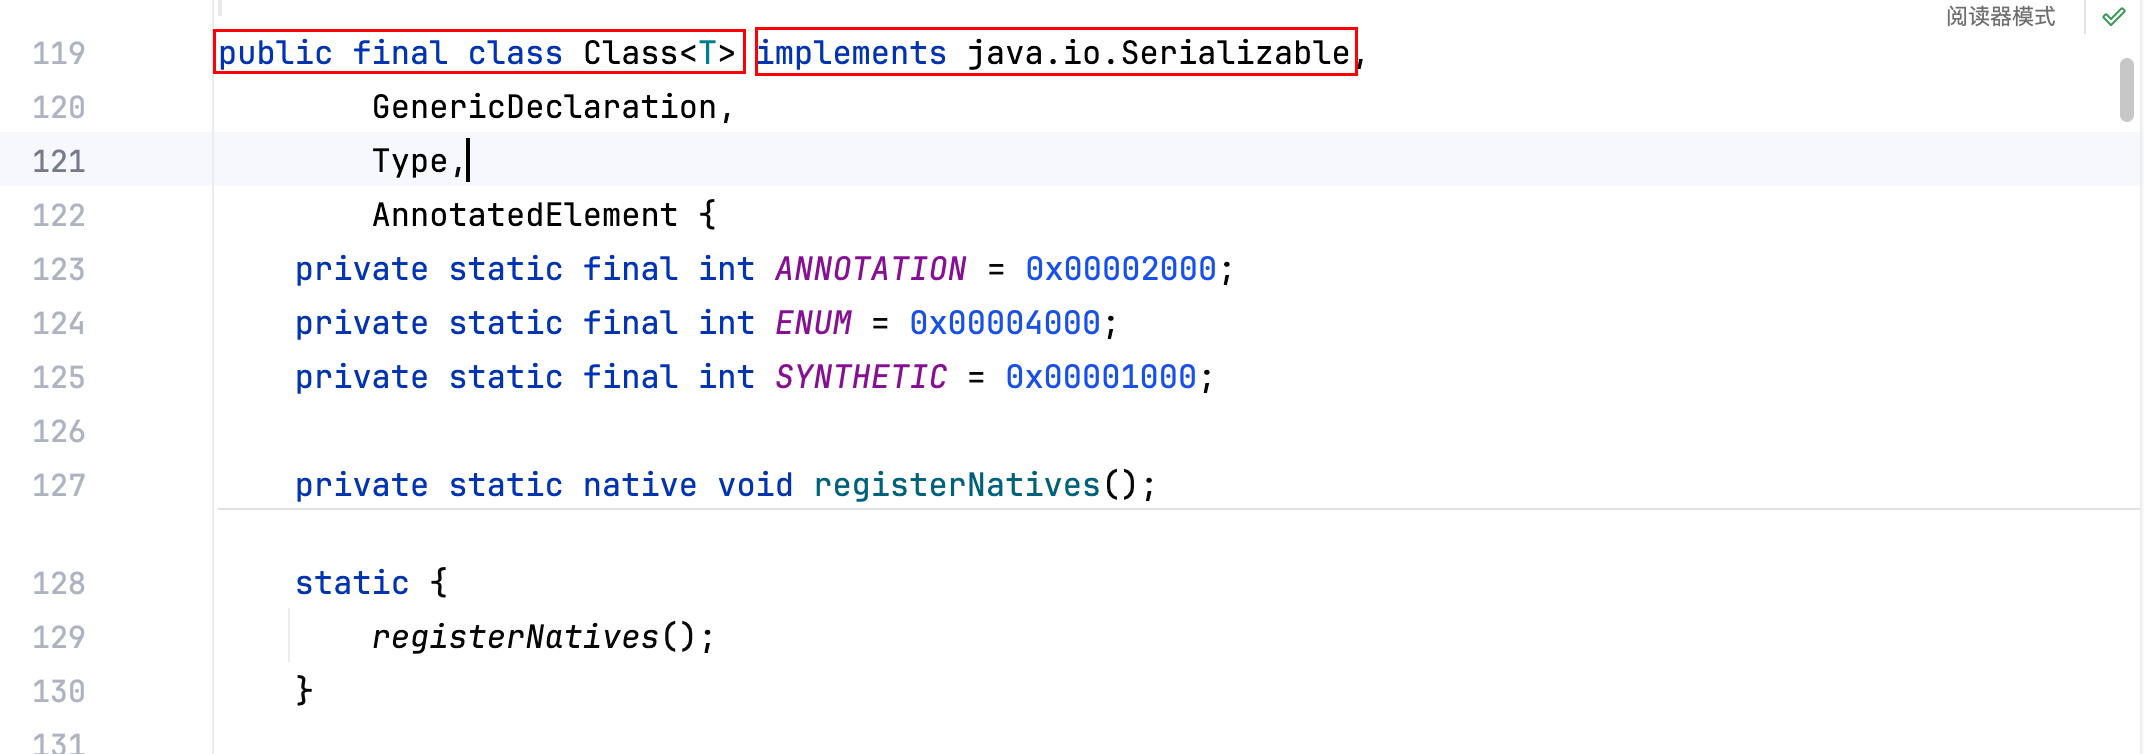 阅读器模式
119 public final class Class<T> implements java.io.Serializable,
120 GenericDeclaration,
121 Type,
122 AnnotatedElement {
123 private static final int ANNOTATION = 0x00002000;
124 private static final int ENUM = 0x00004000;
125 private static final int SYNTHETIC = 0x00001000;
126
127 private static native void registerNatives();
128 static {
129 registerNatives();
130 }
131